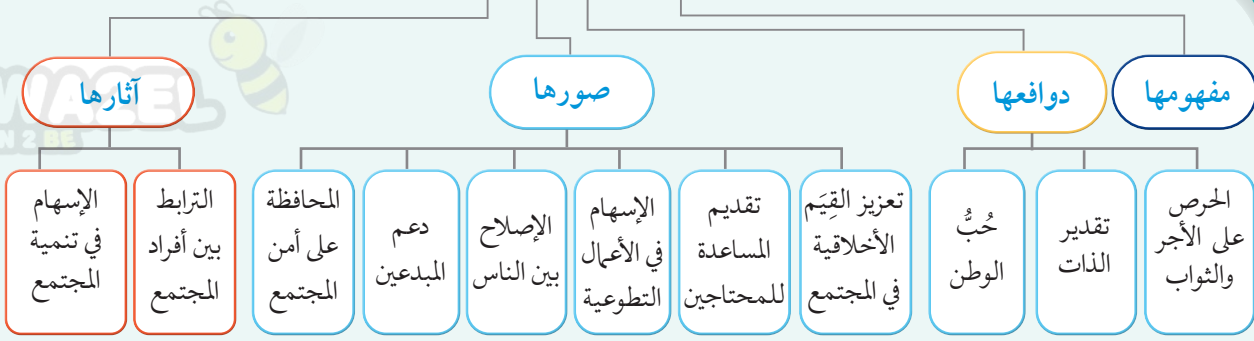 مفهومها
دوافعها
صورها
آثارها
الحرص
على الأجر
والثواب
تقدير
الذات
حُبُّ
الوطن
تعزيز القِيَم
الأخلاقية
في المجتمع
تقديم
المساعدة
للمحتاجين
الإسهام
في الأعمال
التطوعية
الإصلاح
بين الناس
دعم
المبدعين
المحافظة
على أمن
المجتمع
الترابط
بين أفراد
المجتمع
الإسهام
في تنمية
المجتمع
N 2 BE